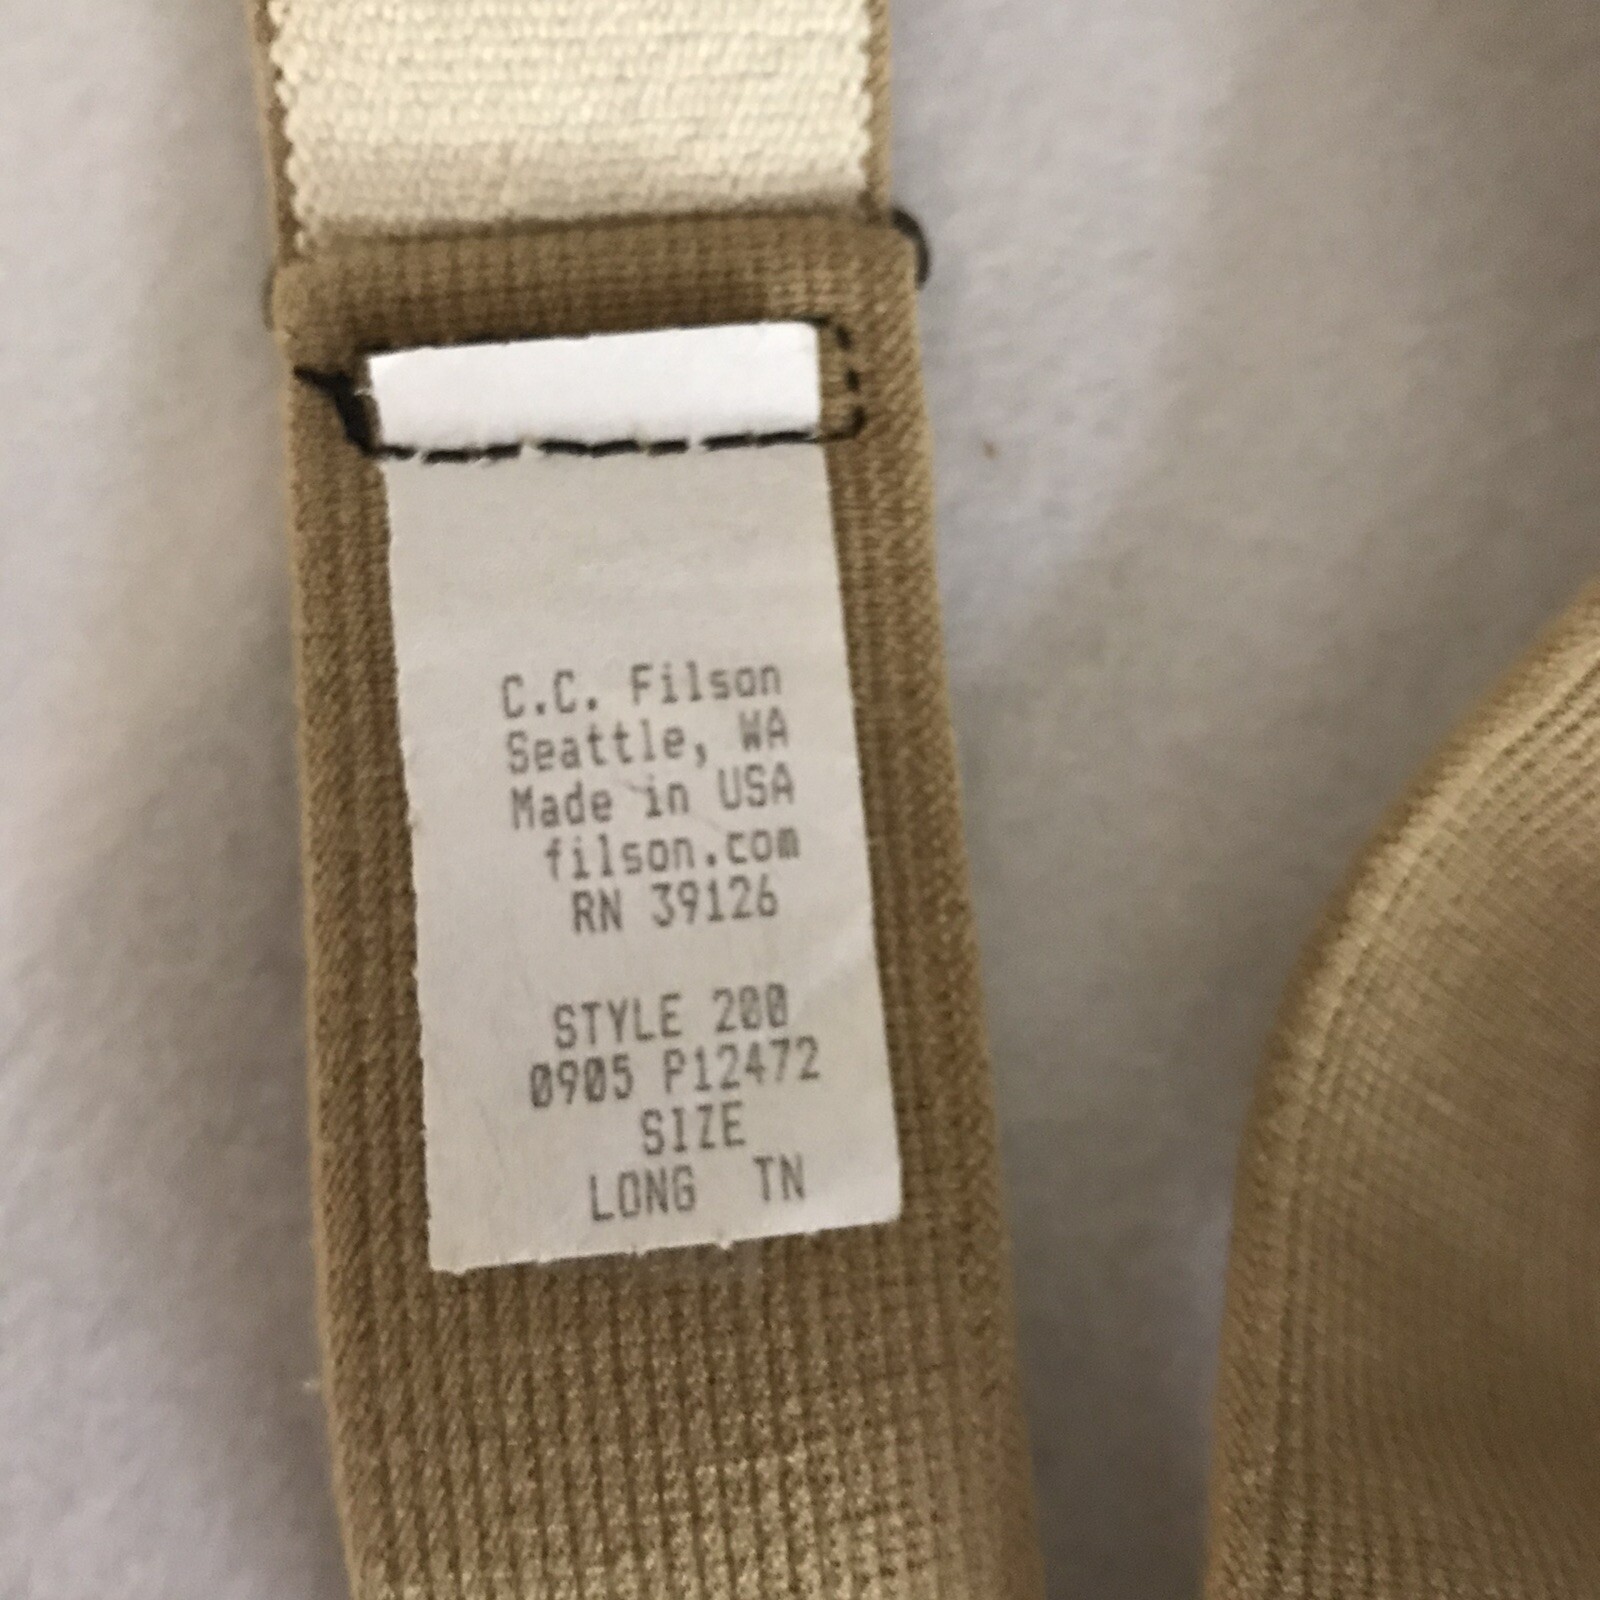 C.C. Filson
Seattle, WA
Made in USA
filson.com
RN 39126
STYLE 200
0905 P12472
SIZE
LONG TN